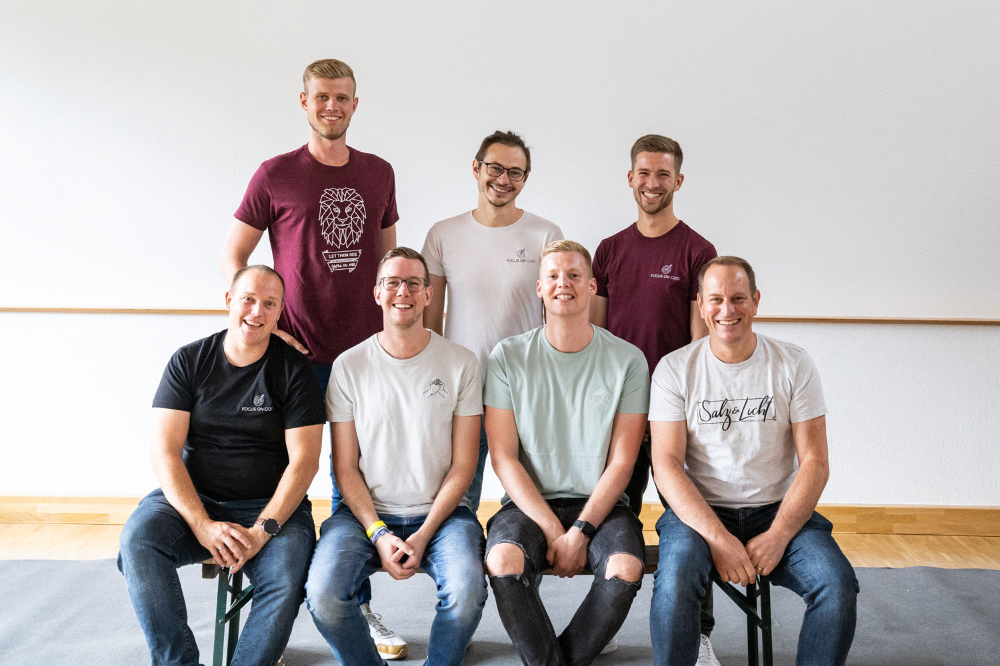 LET THEM SEE
you IN ME
FOCUS ON GOD
FOCUS ON GOD
FOCUS ON GOD
Salz & Licht